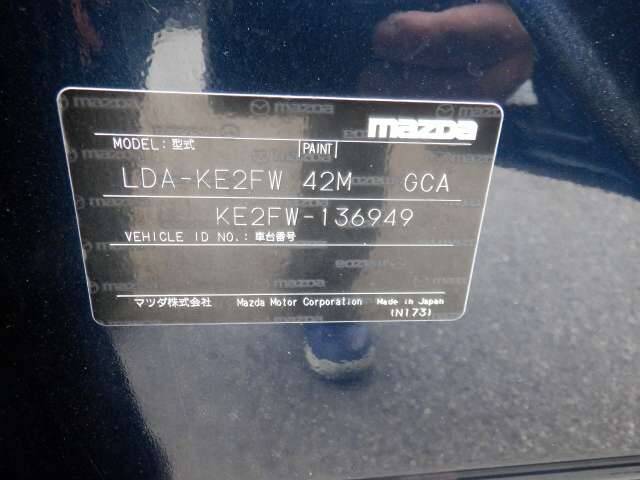 mazda
MODEL: 型式 PAINT
LDA-KE2FW 42M GCA
KE2FW-136949
VEHICLE ID NO.: 車台番号
マツダ株式会社 Mazda Motor Corporation Made in Japan
(N173)